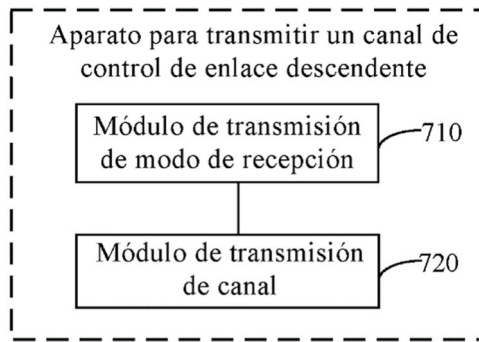 Aparato para transmitir un canal de
control de enlace descendente
Módulo de transmisión
de modo de recepción
710
Módulo de transmisión
de canal
720